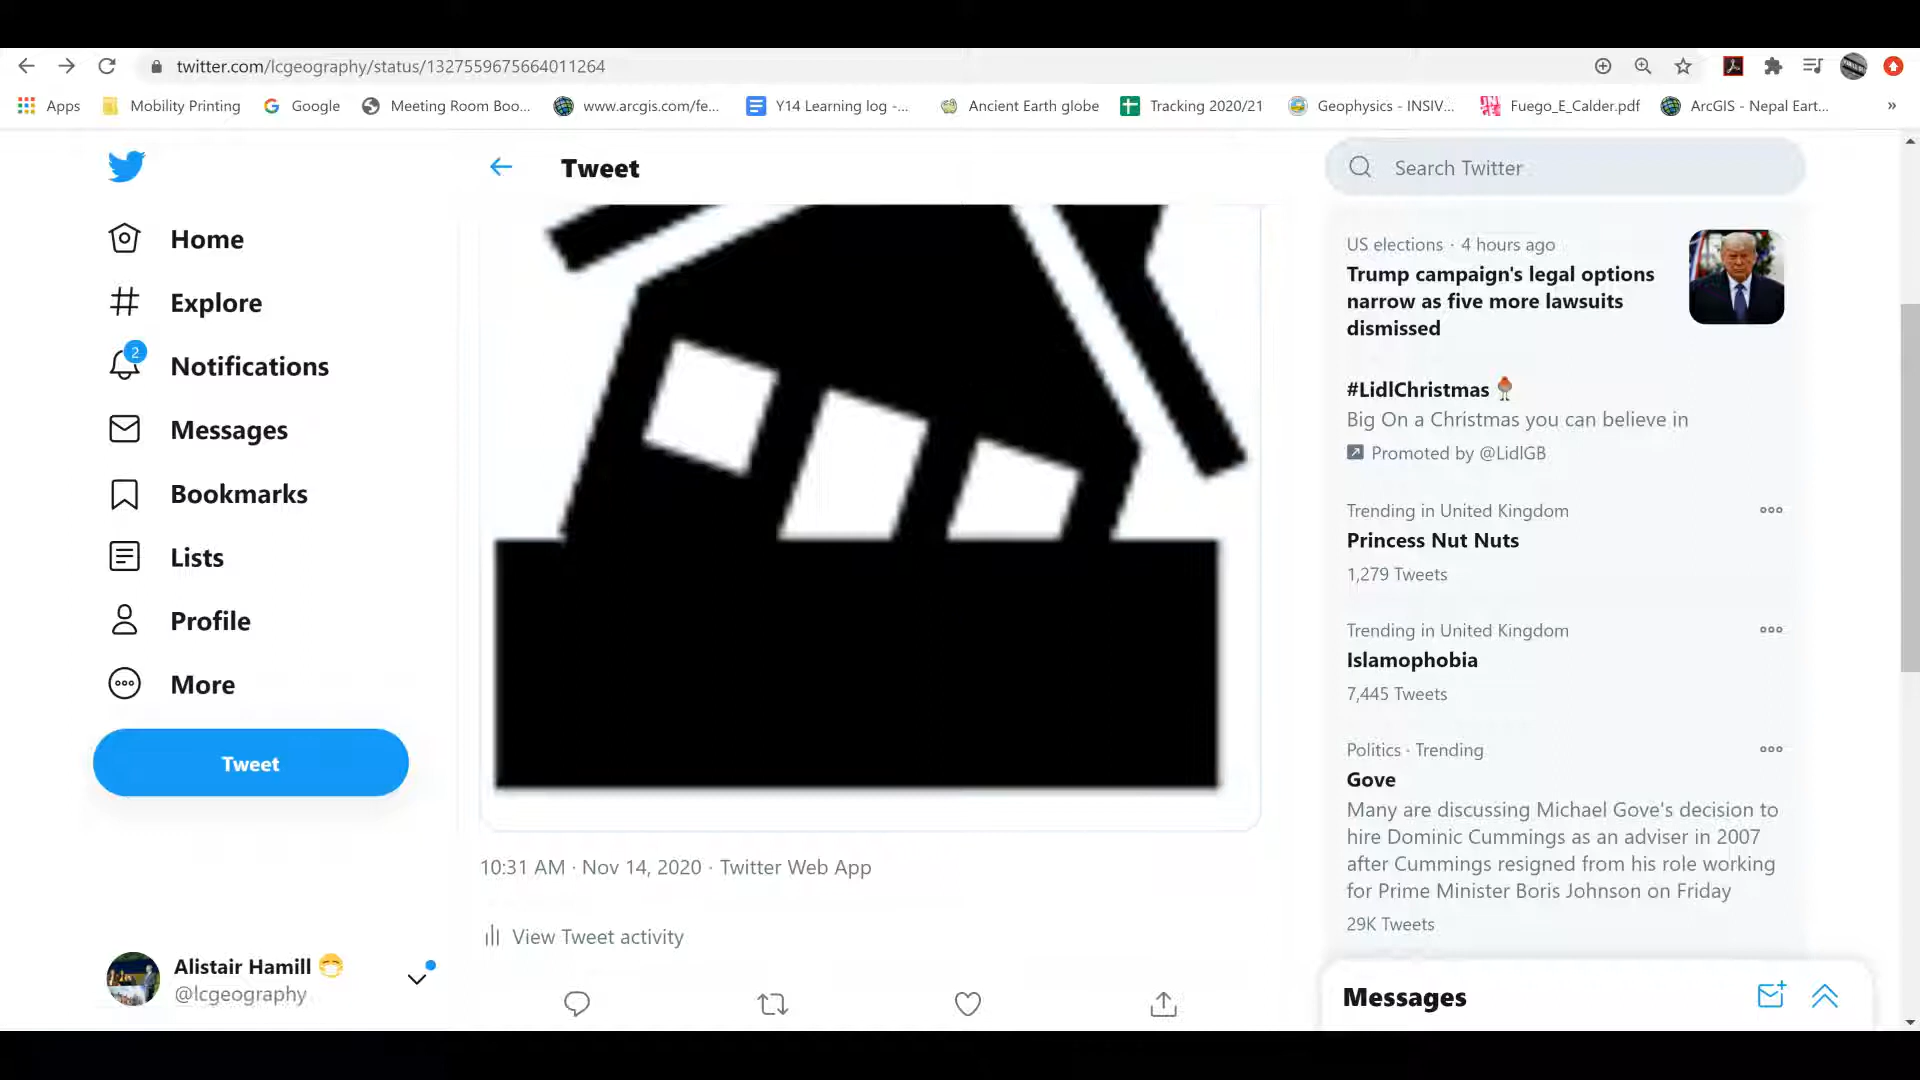 twitter.com/lcgeography/status/1327559675664011264
Apps Mobility Printing Google Meeting Room Boo... www.arcgis.com/fe... Y14 Learning log -... Ancient Earth globe Tracking 2020/21 Geophysics - INSIV... Fuego_E_Calder.pdf ArcGIS - Nepal Eart... »
Home
Explore
2
Notifications
Messages
Bookmarks
Lists
Profile
More
Tweet
Alistair Hamill
@lcgeography
Tweet
10:31 AM · Nov 14, 2020 · Twitter Web App
View Tweet activity
Search Twitter
US elections · 4 hours ago
Trump campaign's legal options
narrow as five more lawsuits
dismissed
#LidlChristmas
Big On a Christmas you can believe in
Promoted by @LidlGB
Trending in United Kingdom
Princess Nut Nuts
1,279 Tweets
Trending in United Kingdom
Islamophobia
7,445 Tweets
Politics · Trending
Gove
Many are discussing Michael Gove's decision to
hire Dominic Cummings as an adviser in 2007
after Cummings resigned from his role working
for Prime Minister Boris Johnson on Friday
29K Tweets
Messages